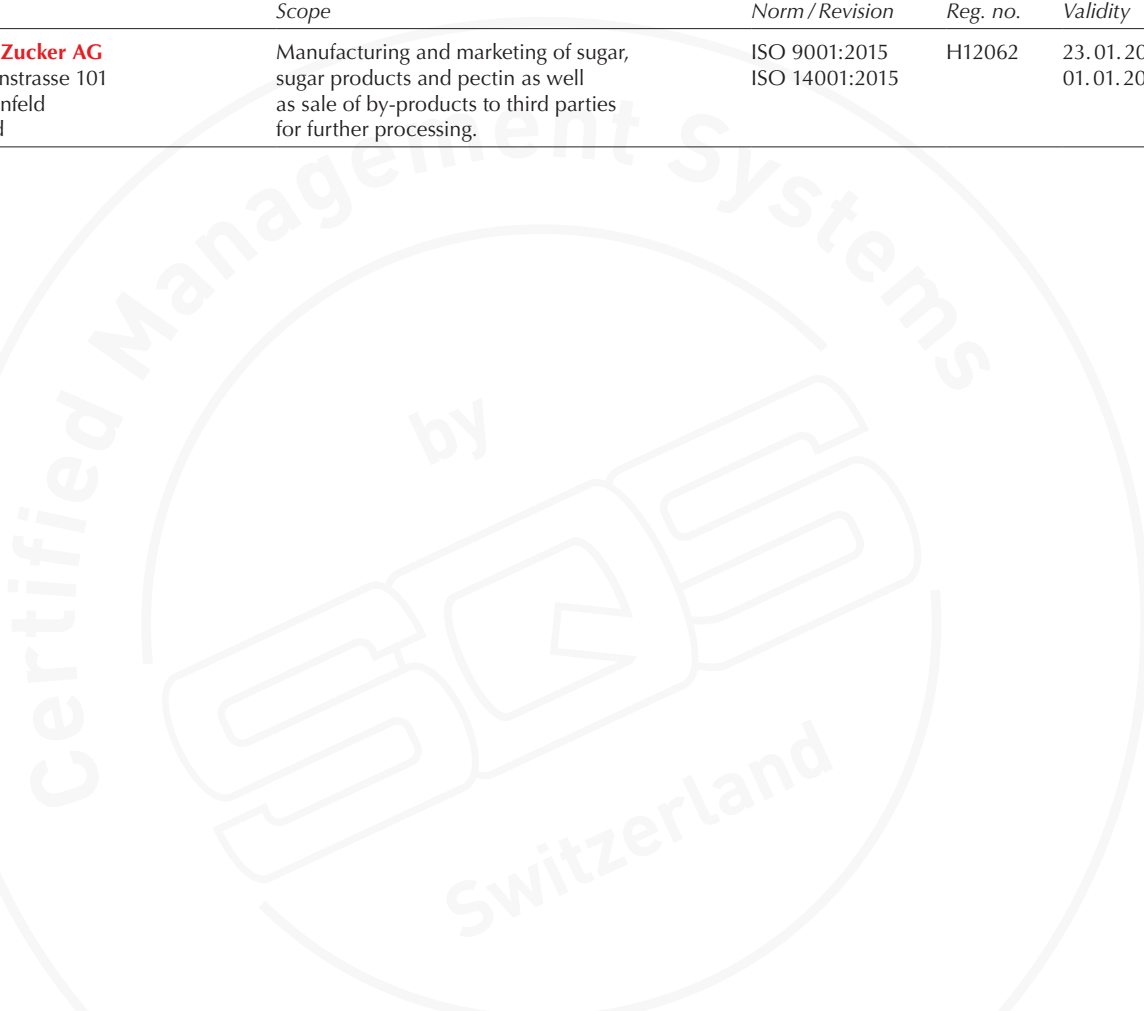 Scope Norm / Revision Reg. no. Validity
Zucker AG Manufacturing and marketing of sugar, ISO 9001:2015 H12062 23.01.20
nstrasse 101 sugar products and pectin as well ISO 14001:2015 01.01.20
nfeld as sale of by-products to third parties
d for further processing.
Certified Management Systems
by
SQS
Switzerland